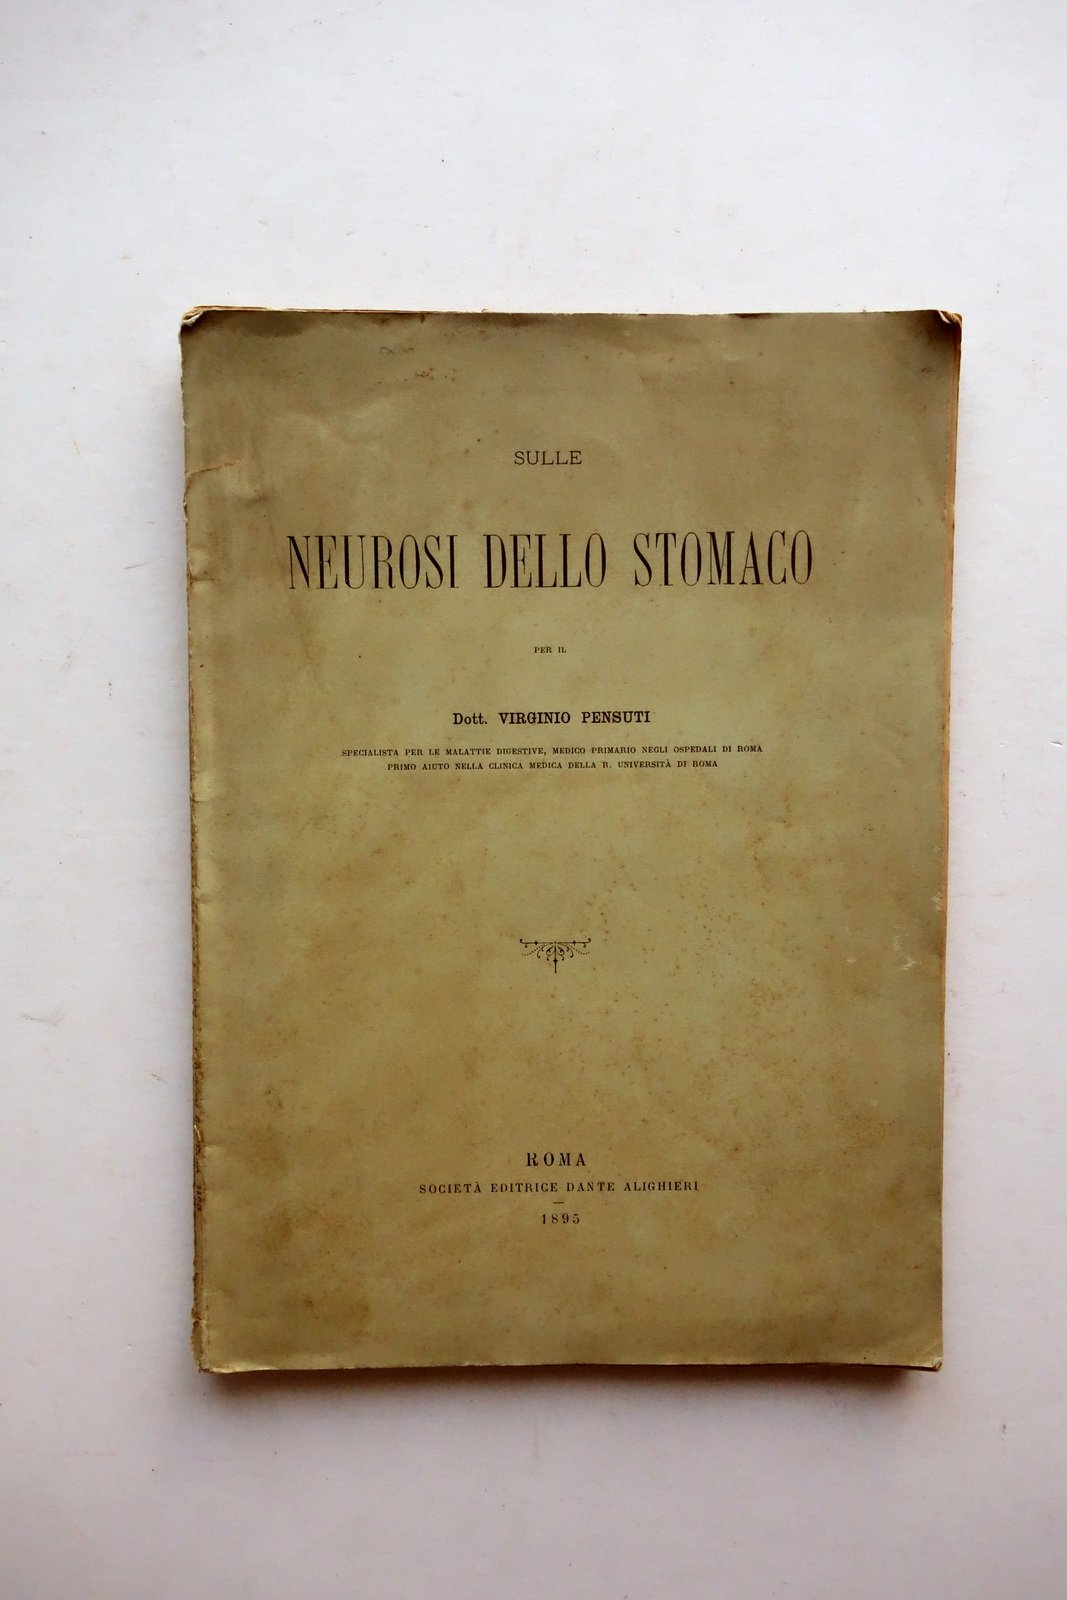 SULLE
NEUROSI DELLO STOMACO
PER IL
Dott. VIRGINIO PENSUTI
SPECIALISTA PER LE MALATTIE DIGESTIVE, MEDICO PRIMARIO NEGLI OSPEDALI DI ROMA
PRIMO AIUTO NELLA CLINICA MEDICA DELLA R. UNIVERSITÀ DI ROMA
ROMA
SOCIETÀ EDITRICE DANTE ALIGHIERI
1895